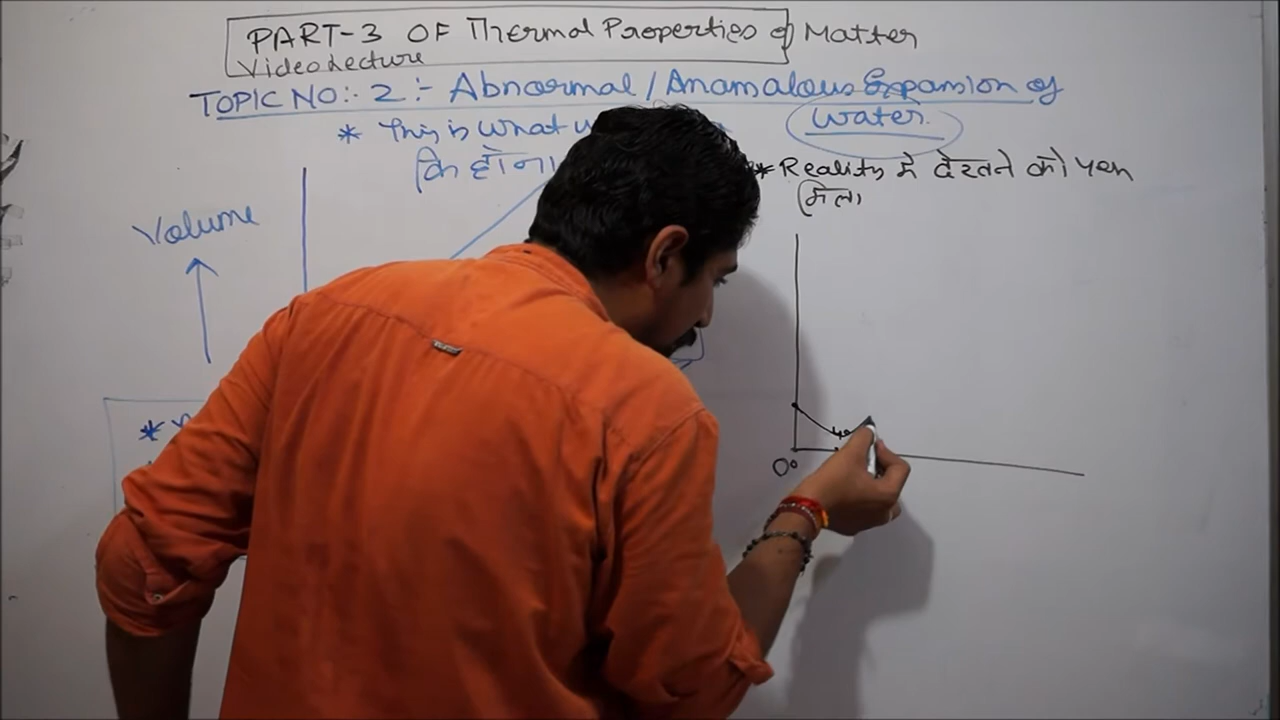 PART-3 OF Thermal Properties of Matter
Video Lecture
TOPIC NO:- 2 :- Abnormal / Anamalous Expansion of
water.
* This is what
कि होना
* Reality मे देखने को
मिला
Volume
*
0°
4°